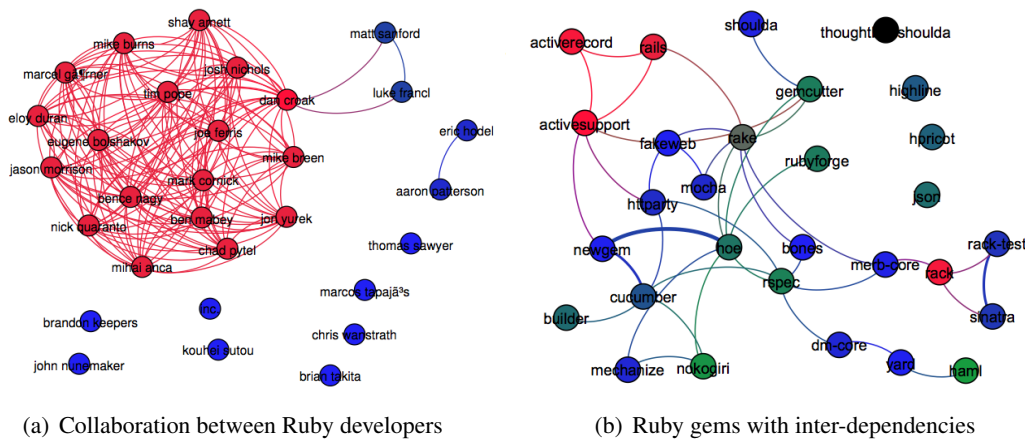 shay arnett
mike burns
matt sanford
marcel gã¶rner
josh nichols
tim pope
dan croak
luke francl
eloy duran
joe ferris
eric hodel
eugene bolshakov
jason morrison
mike breen
mark cornick
aaron patterson
bence nagy
nick quaranto
ben mabey
jon yurek
chad pytel
thomas sawyer
mihai anca
marcos tapajã³s
inc.
brandon keepers
chris wanstrath
kouhei sutou
john nunemaker
brian takita
(a) Collaboration between Ruby developers
shoulda
thought shoulda
activerecord
rails
gemcutter
highline
activesupport
rake
fakeweb
hpricot
rubyforge
mocha
json
httparty
newgem
hoe
bones
rack-test
merb-core
rack
rspec
cucumber
builder
sinatra
dm-core
mechanize
nokogiri
yard
haml
(b) Ruby gems with inter-dependencies